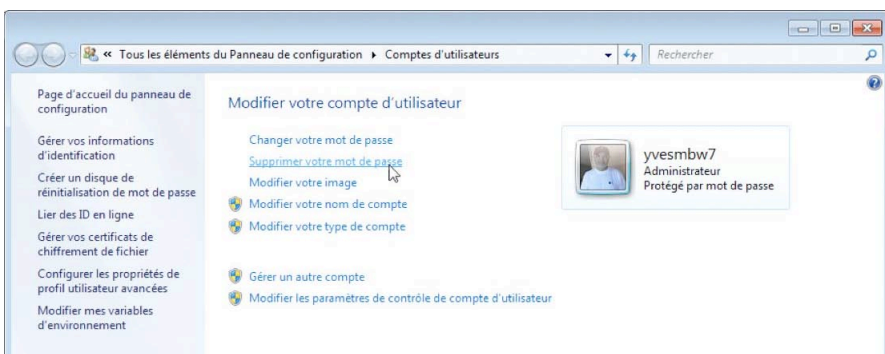 « Tous les éléments du Panneau de configuration ▸ Comptes d'utilisateurs
Rechercher
Page d'accueil du panneau de
configuration
Gérer vos informations
d'identification
Créer un disque de
réinitialisation de mot de passe
Lier des ID en ligne
Gérer vos certificats de
chiffrement de fichier
Configurer les propriétés de
profil utilisateur avancées
Modifier mes variables
d'environnement
Modifier votre compte d'utilisateur
Changer votre mot de passe
Supprimer votre mot de passe
Modifier votre image
Modifier votre nom de compte
Modifier votre type de compte
Gérer un autre compte
Modifier les paramètres de contrôle de compte d'utilisateur
yvesmbw7
Administrateur
Protégé par mot de passe